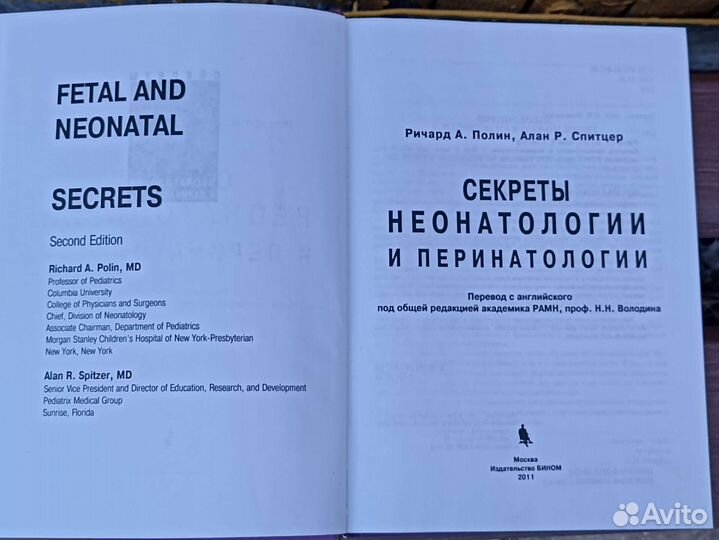 FETAL AND
NEONATAL
SECRETS
Second Edition
Richard A. Polin, MD
Professor of Pediatrics
Columbia University
College of Physicians and Surgeons
Chief, Division of Neonatology
Associate Chairman, Department of Pediatrics
Morgan Stanley Children's Hospital of New York-Presbyterian
New York, New York
Alan R. Spitzer, MD
Senior Vice President and Director of Education, Research, and Development
Pediatrix Medical Group
Sunrise, Florida
Ричард А. Полин, Алан Р. Спитцер
СЕКРЕТЫ
НЕОНАТОЛОГИИ
И ПЕРИНАТОЛОГИИ
Перевод с английского
под общей редакцией академика РАМН, проф. Н.Н. Володина
Москва
Издательство БИНОМ
2011
Avito